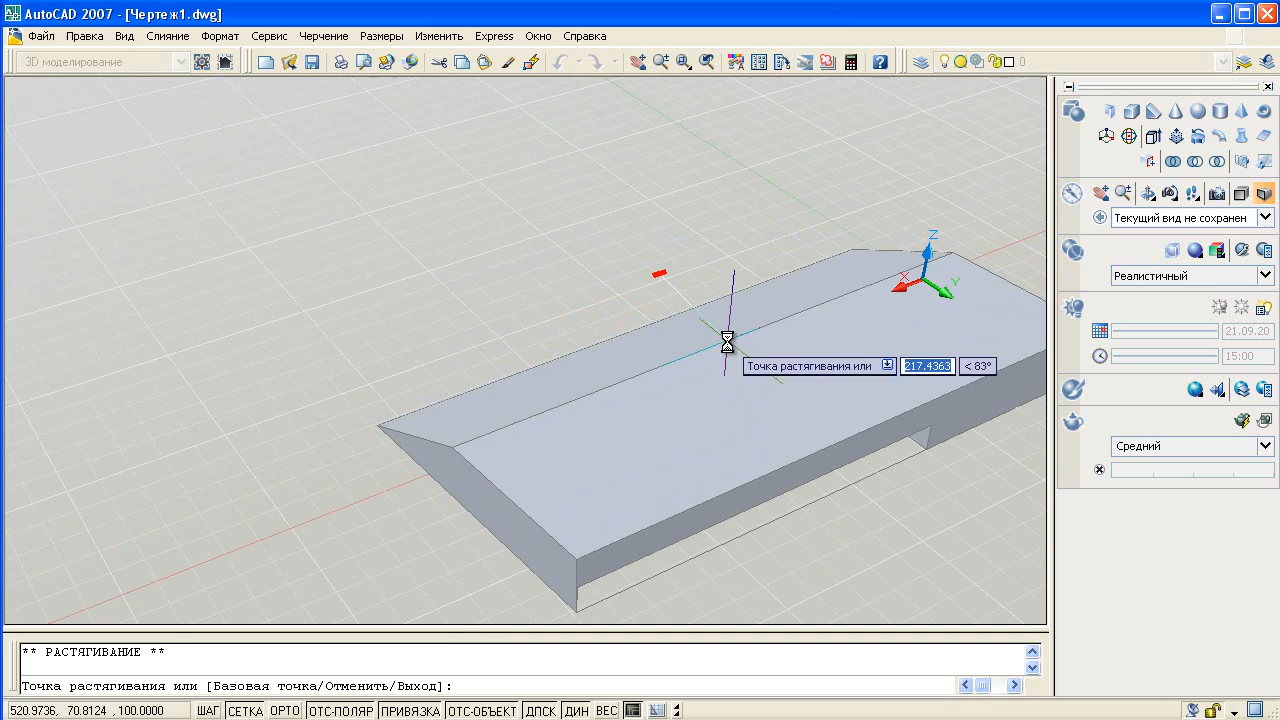 AutoCAD 2007 - [Чертеж1.dwg]
Файл Правка Вид Слияние Формат Сервис Черчение Размеры Изменить Express Окно Справка
3D моделирование
0
Текущий вид не сохранен
Z
X
Y
Реалистичный
21.09.20
15:00
Точка растягивания или 217.4363 < 83°
Средний
** РАСТЯГИВАНИЕ **
Точка растягивания или [Базовая точка/Отменить/Выход]:
520.9736, 70.8124 , 100.0000 ШАГ СЕТКА ОРТО ОТС-ПОЛЯР ПРИВЯЗКА ОТС-ОБЪЕКТ ДПСК ДИН ВЕС